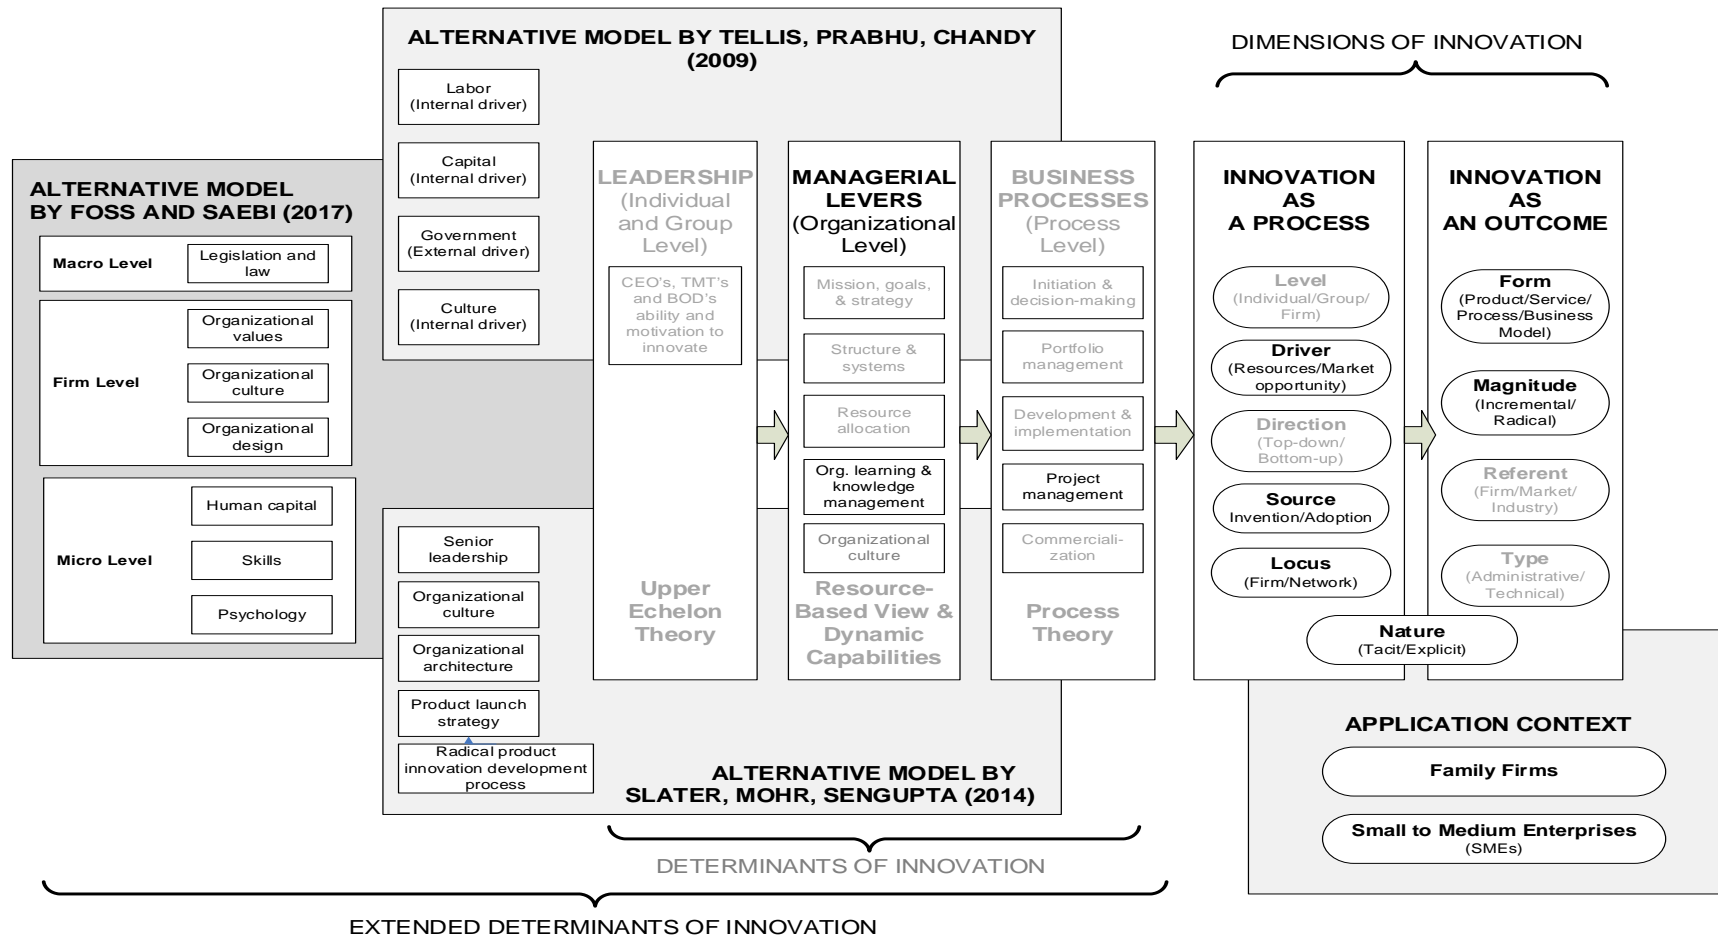 ALTERNATIVE MODEL BY TELLIS, PRABHU, CHANDY
(2009)
Labor
(Internal driver)
Capital
(Internal driver)
Government
(External driver)
Culture
(Internal driver)
DIMENSIONS OF INNOVATION
ALTERNATIVE MODEL
BY FOSS AND SAEBI (2017)
Macro Level
Legislation and
law
Firm Level
Organizational
values
Organizational
culture
Organizational
design
Micro Level
Human capital
Skills
Psychology
LEADERSHIP
(Individual
and Group
Level)
CEO's, TMT's
and BOD's
ability and
motivation to
innovate
Upper
Echelon
Theory
MANAGERIAL
LEVERS
(Organizational
Level)
Mission, goals,
& strategy
Structure &
systems
Resource
allocation
Org. learning &
knowledge
management
Organizational
culture
Resource-
Based View &
Dynamic
Capabilities
BUSINESS
PROCESSES
(Process
Level)
Initiation &
decision-making
Portfolio
management
Development &
implementation
Project
management
Commerciali-
zation
Process
Theory
INNOVATION
AS
A PROCESS
Level
(Individual/Group/
Firm)
Driver
(Resources/Market
opportunity)
Direction
(Top-down/
Bottom-up)
Source
Invention/Adoption
Locus
(Firm/Network)
INNOVATION
AS
AN OUTCOME
Form
(Product/Service/
Process/Business
Model)
Magnitude
(Incremental/
Radical)
Referent
(Firm/Market/
Industry)
Type
(Administrative/
Technical)
Nature
(Tacit/Explicit)
Senior
leadership
Organizational
culture
Organizational
architecture
Product launch
strategy
Radical product
innovation development
process
ALTERNATIVE MODEL BY
SLATER, MOHR, SENGUPTA (2014)
APPLICATION CONTEXT
Family Firms
Small to Medium Enterprises
(SMEs)
DETERMINANTS OF INNOVATION
EXTENDED DETERMINANTS OF INNOVATION